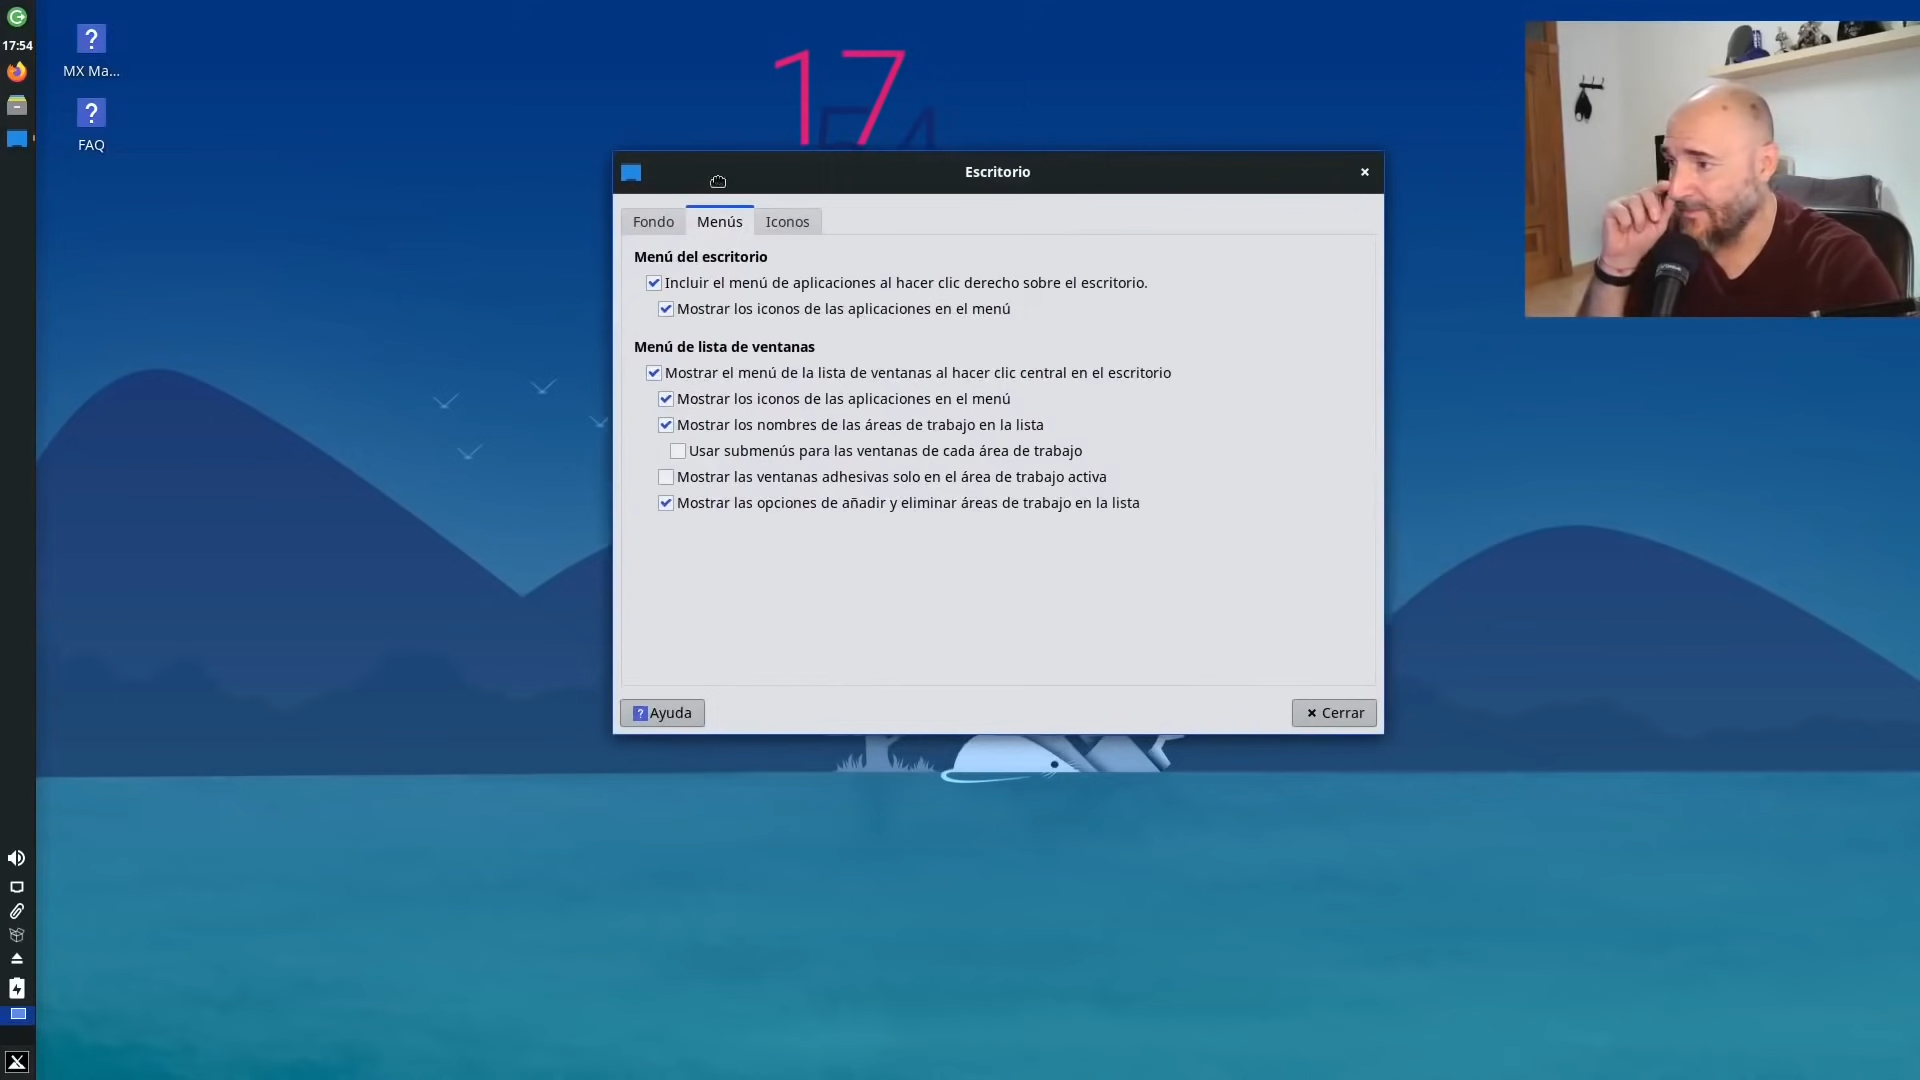 17:54
MX Ma...
FAQ
17
54
Escritorio
Fondo
Menús
Iconos
Menú del escritorio
Incluir el menú de aplicaciones al hacer clic derecho sobre el escritorio.
Mostrar los iconos de las aplicaciones en el menú
Menú de lista de ventanas
Mostrar el menú de la lista de ventanas al hacer clic central en el escritorio
Mostrar los iconos de las aplicaciones en el menú
Mostrar los nombres de las áreas de trabajo en la lista
Usar submenús para las ventanas de cada área de trabajo
Mostrar las ventanas adhesivas solo en el área de trabajo activa
Mostrar las opciones de añadir y eliminar áreas de trabajo en la lista
Ayuda
Cerrar